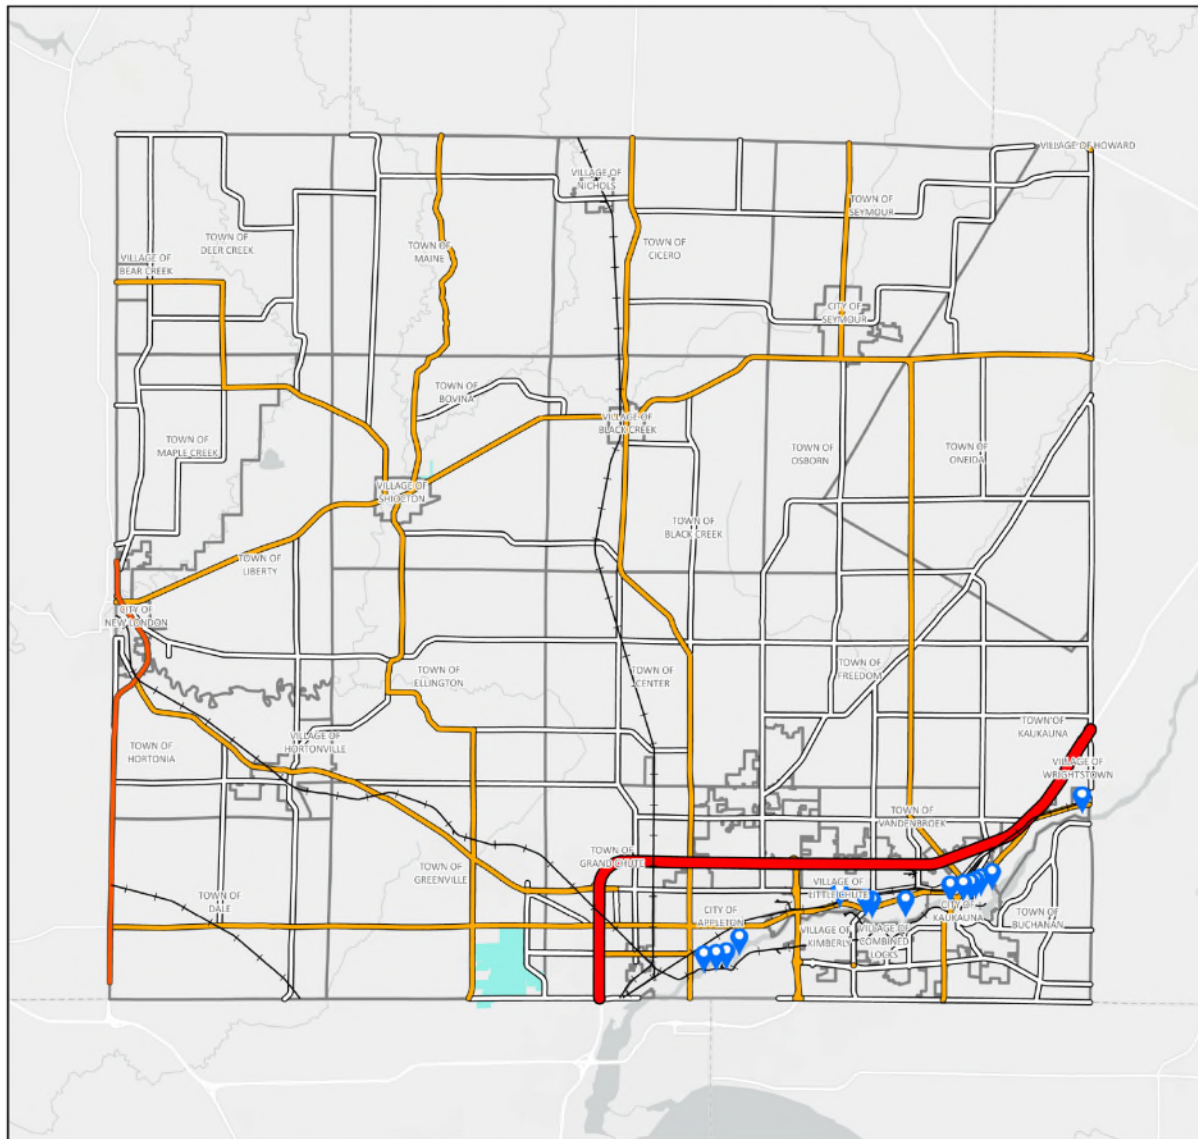 VILLAGE OF HOWARD
VILLAGE OF
NICHOLS
TOWN OF
SEYMOUR
TOWN OF
DEER CREEK
TOWN OF
MAINE
TOWN OF
CICERO
VILLAGE OF
BEAR CREEK
CITY OF
SEYMOUR
TOWN OF
BOVINA
VILLAGE OF
BLACK CREEK
TOWN OF
MAPLE CREEK
TOWN OF
OSBORN
TOWN OF
ONEIDA
VILLAGE OF
SHIOCTON
TOWN OF
BLACK CREEK
TOWN OF
LIBERTY
CITY OF
NEW LONDON
TOWN OF
ELLINGTON
TOWN OF
CENTER
TOWN OF
FREEDOM
TOWN OF
KAUKAUNA
TOWN OF
HORTONIA
VILLAGE OF
HORTONVILLE
VILLAGE OF
WRIGHTSTOWN
TOWN OF
VANDENBROEK
TOWN OF
GRAND CHUTE
TOWN OF
GREENVILLE
VILLAGE OF
LITTLE CHUTE
TOWN OF
DALE
CITY OF
APPLETON
CITY OF
KAUKAUNA
TOWN OF
BUCHANAN
VILLAGE OF
KIMBERLY
VILLAGE OF
COMBINED
LOCKS